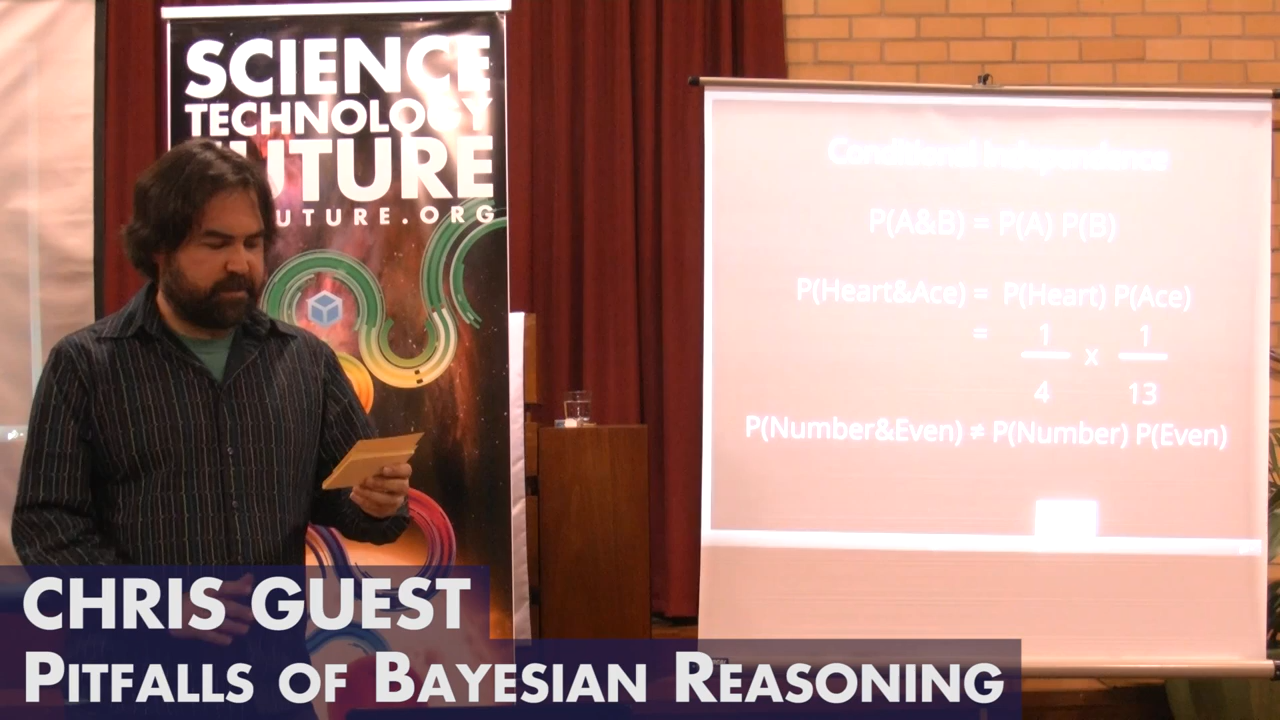 SCIENCE
TECHNOLOGY
FUTURE
UTURE.ORG
Conditional Independence
P(A&B) = P(A) P(B)
P(Heart&Ace) = P(Heart) P(Ace)
= 1/4 x 1/13
P(Number&Even) ≠ P(Number) P(Even)
CHRIS GUEST
PITFALLS OF BAYESIAN REASONING